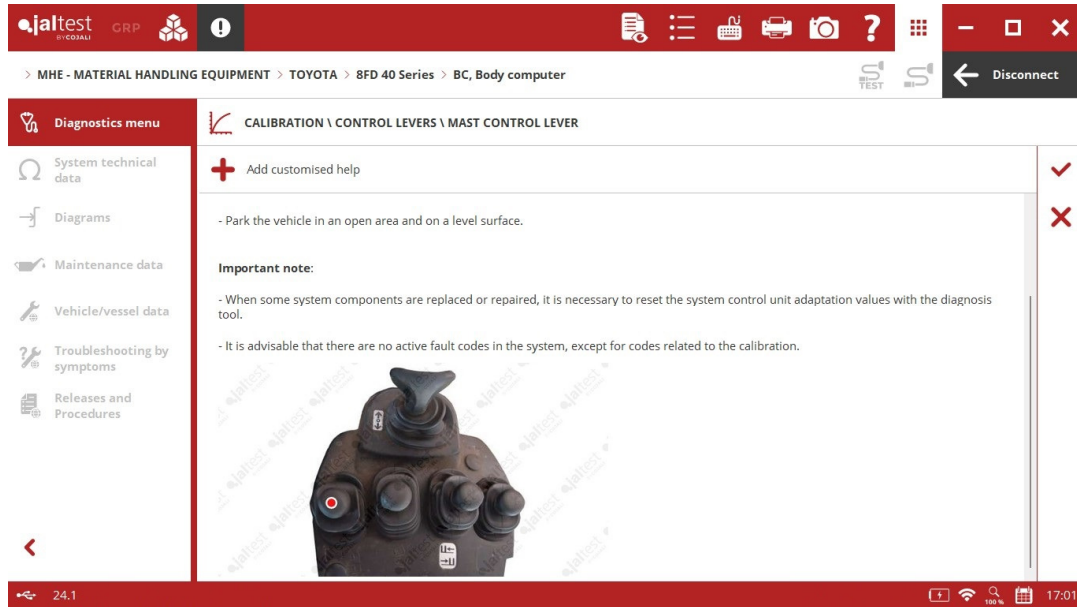 jaltest GRP
BY COJALI
> MHE - MATERIAL HANDLING EQUIPMENT > TOYOTA > 8FD 40 Series > BC, Body computer
TEST
Disconnect
Diagnostics menu
CALIBRATION \ CONTROL LEVERS \ MAST CONTROL LEVER
System technical
data
Add customised help
Diagrams
- Park the vehicle in an open area and on a level surface.
Maintenance data
Important note:
Vehicle/vessel data
- When some system components are replaced or repaired, it is necessary to reset the system control unit adaptation values with the diagnosis
tool.
Troubleshooting by
symptoms
- It is advisable that there are no active fault codes in the system, except for codes related to the calibration.
Releases and
Procedures
jaltest
24.1
100 %
17:01